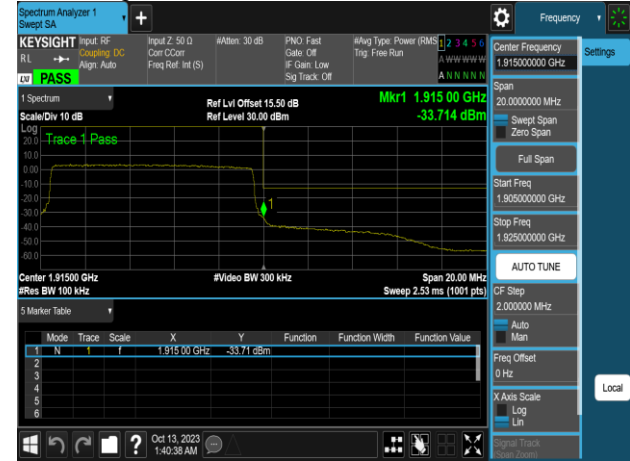 Spectrum Analyzer 1
Swept SA
KEYSIGHT
RL
LXI
PASS
Input: RF
Coupling: DC
Align: Auto
Input Z: 50 Ω
Corr CCorr
Freq Ref: Int (S)
#Atten: 30 dB
PNO: Fast
Gate: Off
IF Gain: Low
Sig Track: Off
#Avg Type: Power (RMS
Trig: Free Run
1 2 3 4 5 6
A WW WW W
A N N N N N
1 Spectrum
Scale/Div 10 dB
Ref Lvl Offset 15.50 dB
Ref Level 30.00 dBm
Mkr1 1.915 00 GHz
-33.714 dBm
Log
Trace 1 Pass
20.0
10.0
0.00
-10.0
-20.0
-30.0
-40.0
-50.0
-60.0
1
Center 1.91500 GHz
#Res BW 100 kHz
#Video BW 300 kHz
Span 20.00 MHz
Sweep 2.53 ms (1001 pts)
5 Marker Table
Mode Trace Scale X Y Function Function Width Function Value
1 N 1 f 1.915 00 GHz -33.71 dBm
2
3
4
5
6
Oct 13, 2023
1:40:38 AM
Frequency
Center Frequency
1.915000000 GHz
Span
20.0000000 MHz
Swept Span
Zero Span
Full Span
Start Freq
1.905000000 GHz
Stop Freq
1.925000000 GHz
AUTO TUNE
CF Step
2.000000 MHz
Auto
Man
Freq Offset
0 Hz
X Axis Scale
Log
Lin
Signal Track
(Span Zoom)
Settings
Local